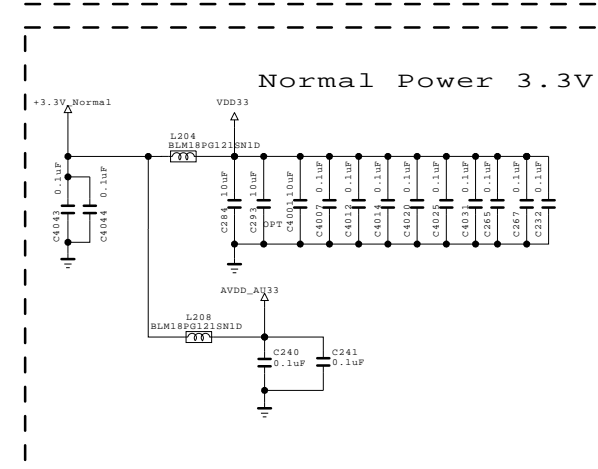 Normal Power 3.3V
+3.3V_Normal
VDD33
L204
BLM18PG121SN1D
C4043 0.1uF
C4044 0.1uF
C284 10uF
C293 10uF
OPT
C4001 10uF
C4007 0.1uF
C4012 0.1uF
C4014 0.1uF
C4020 0.1uF
C4025 0.1uF
C4031 0.1uF
C265 0.1uF
C267 0.1uF
C232 0.1uF
AVDD_AU33
L208
BLM18PG121SN1D
C240
0.1uF
C241
0.1uF